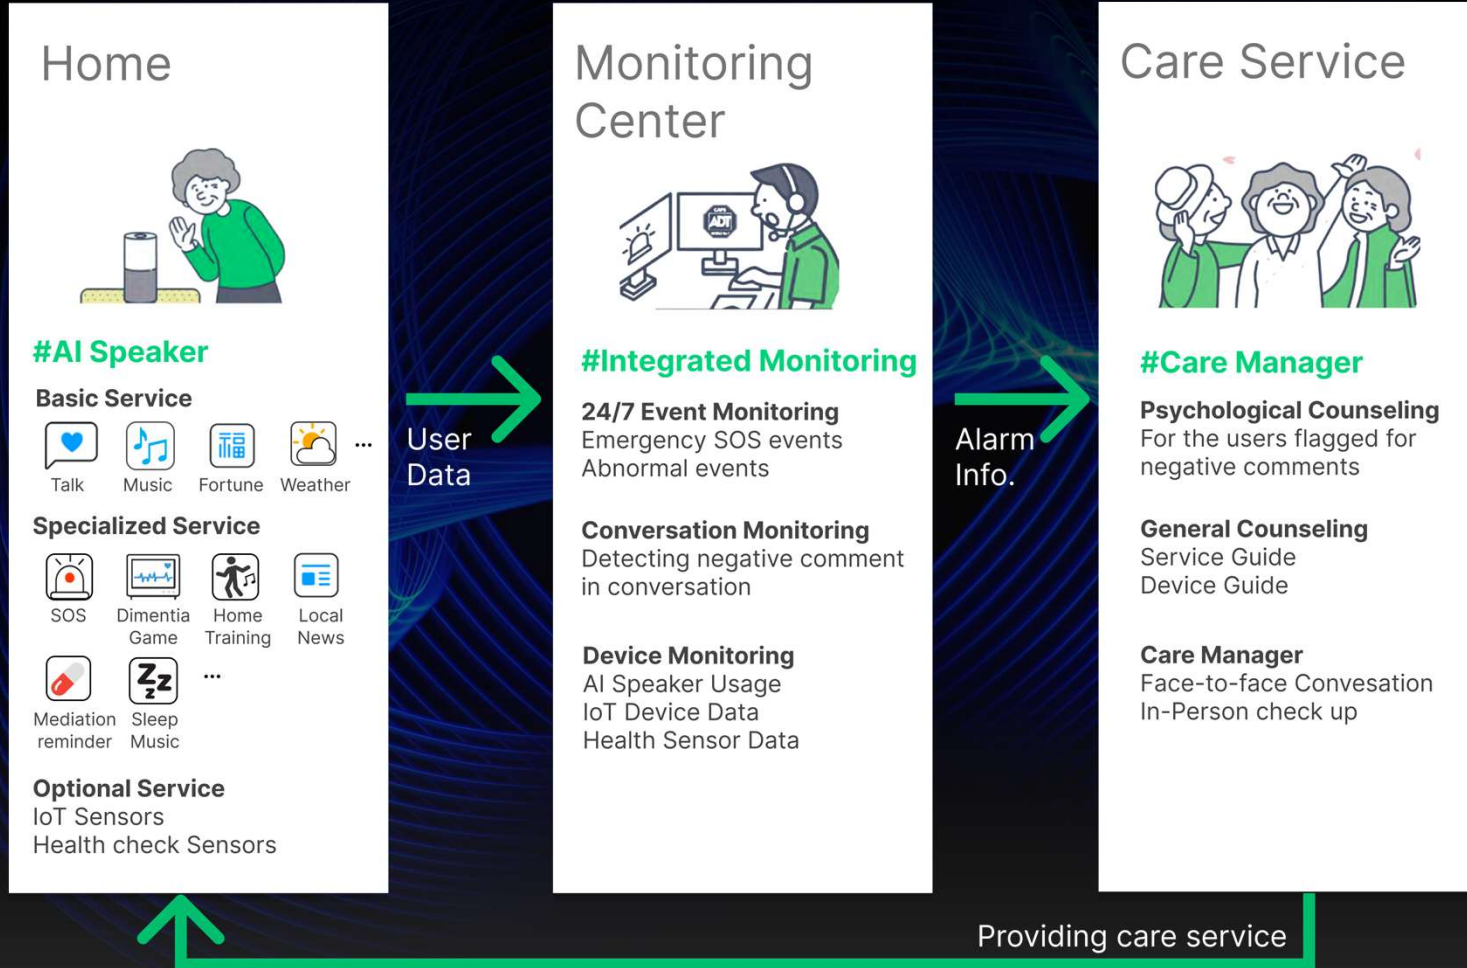 Home
#AI Speaker
Basic Service
福
...
Talk
Music
Fortune
Weather
Specialized Service
SOS
Dimentia
Game
Home
Training
Local
News
Zzz
...
Mediation
reminder
Sleep
Music
Optional Service
IoT Sensors
Health check Sensors
User
Data
Monitoring
Center
CAPS
ADT
#Integrated Monitoring
24/7 Event Monitoring
Emergency SOS events
Abnormal events
Conversation Monitoring
Detecting negative comment
in conversation
Device Monitoring
AI Speaker Usage
IoT Device Data
Health Sensor Data
Alarm
Info.
Care Service
#Care Manager
Psychological Counseling
For the users flagged for
negative comments
General Counseling
Service Guide
Device Guide
Care Manager
Face-to-face Convesation
In-Person check up
Providing care service